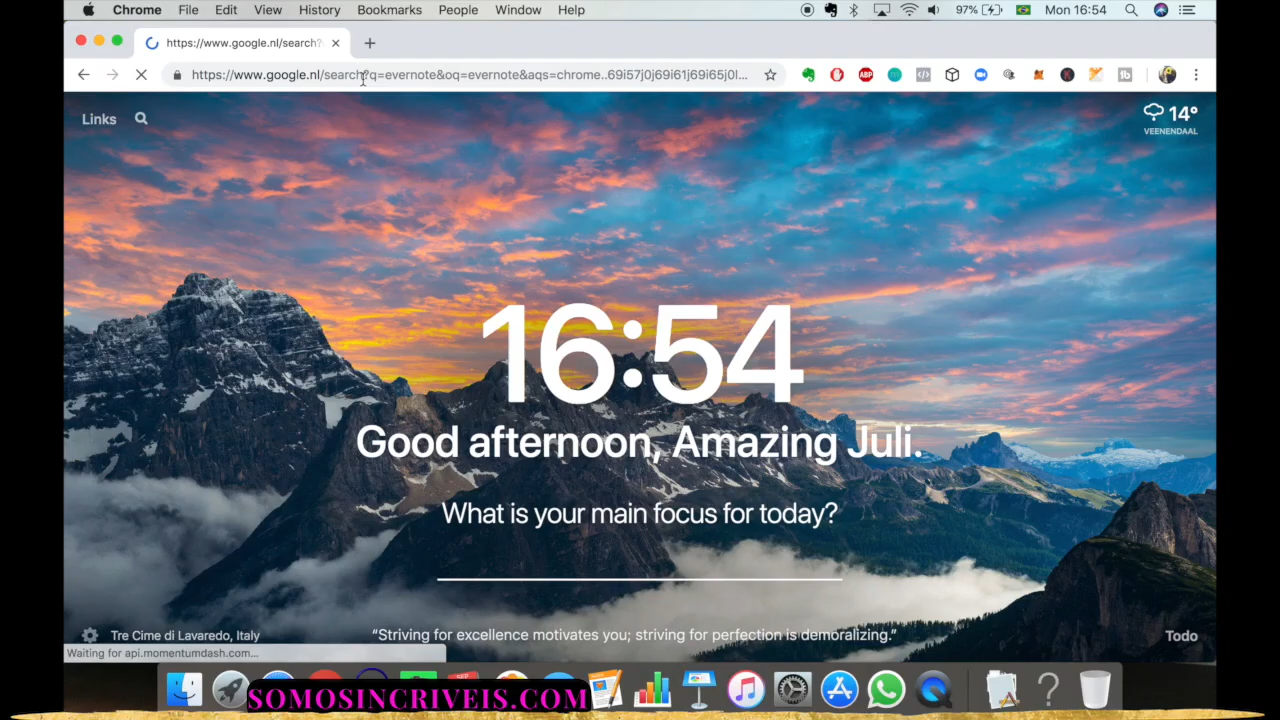 Chrome File Edit View History Bookmarks People Window Help 97% Mon 16:54
https://www.google.nl/search?
https://www.google.nl/search?q=evernote&oq=evernote&aqs=chrome..69i57j0j69i61j69i65j0l...
ABP
Links
14°
VEENENDAAL
16:54
Good afternoon, Amazing Juli.
What is your main focus for today?
Tre Cime di Lavaredo, Italy
“Striving for excellence motivates you; striving for perfection is demoralizing.”
Todo
Waiting for api.momentumdash.com...
SOMOSINCRIVEIS.COM